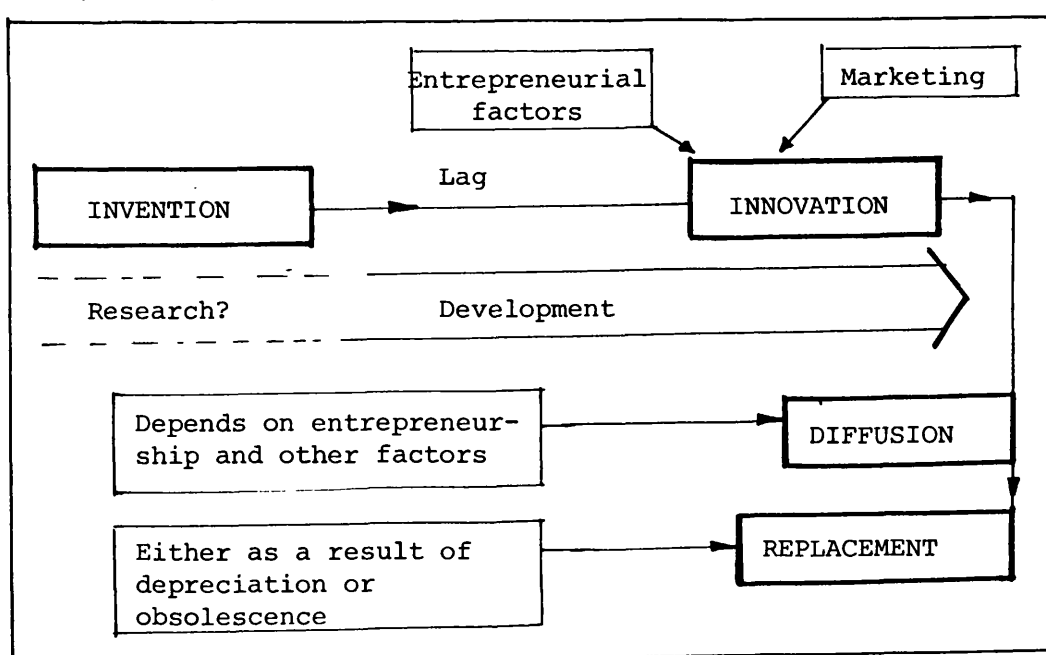 Entrepreneurial
factors
Marketing
INVENTION
Lag
INNOVATION
Research?
Development
Depends on entrepreneur-
ship and other factors
DIFFUSION
Either as a result of
depreciation or
obsolescence
REPLACEMENT